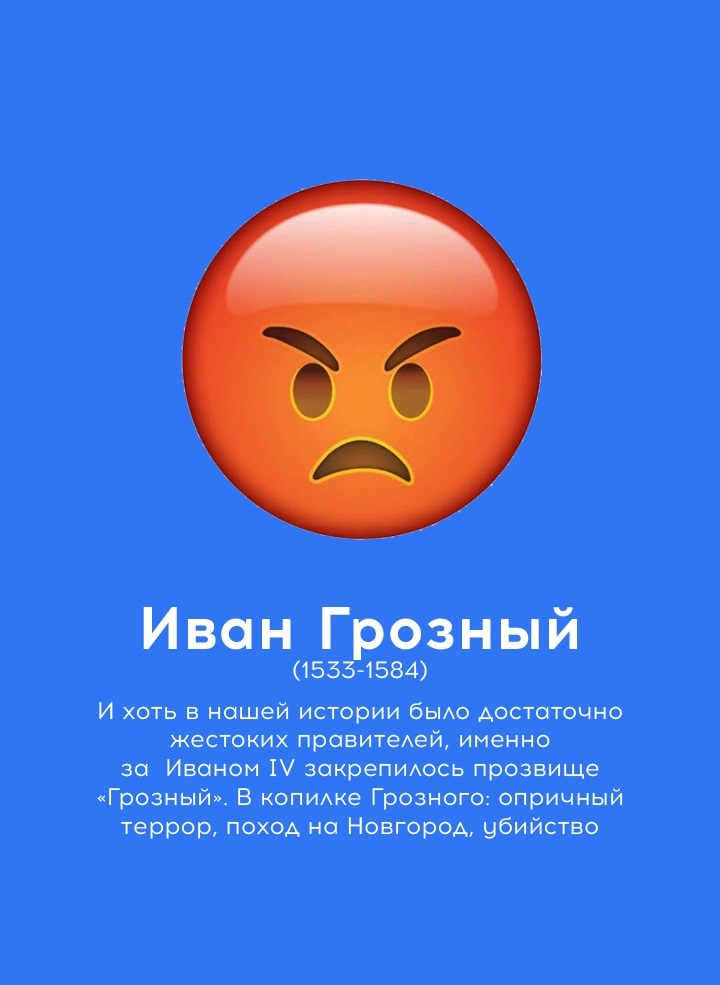 Иван Грозный
(1533-1584)
И хоть в нашей истории было достаточно
жестоких правителей, именно
за  Иваном IV закрепилось прозвище
«Грозный». В копилке Грозного: опричный
террор, поход на Новгород, убийство